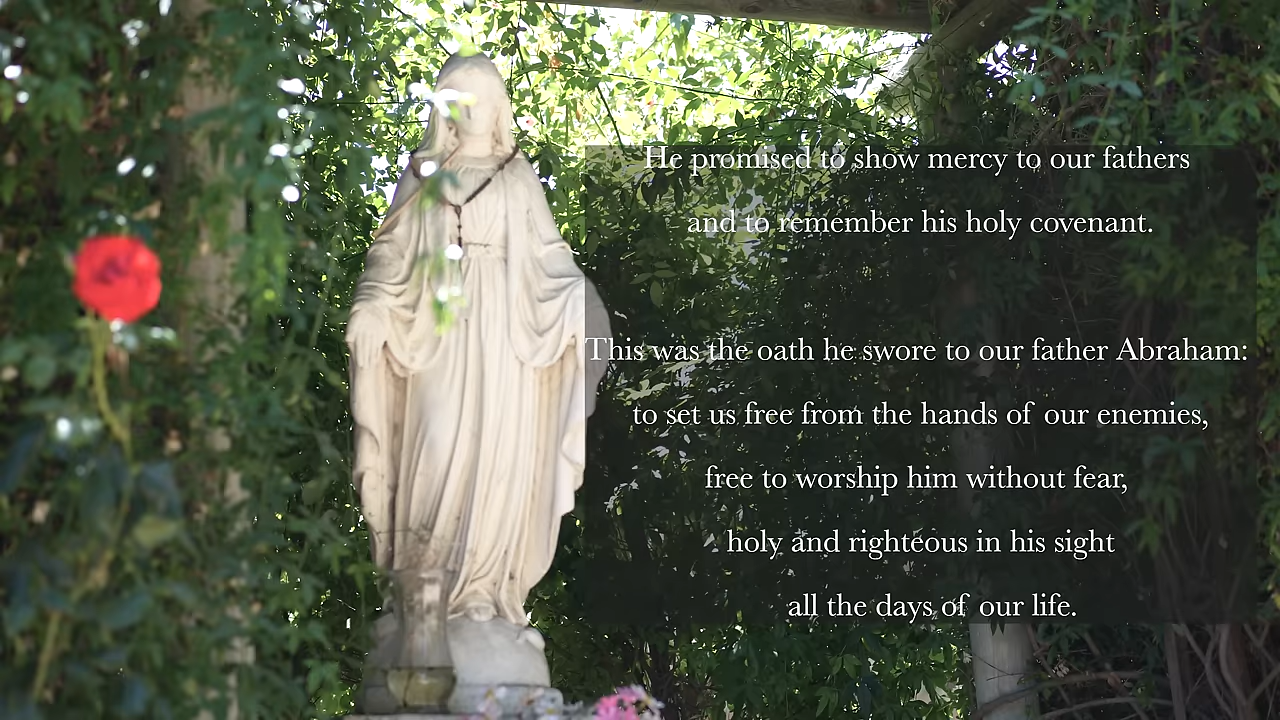 He promised to show mercy to our fathers
and to remember his holy covenant.
This was the oath he swore to our father Abraham:
to set us free from the hands of our enemies,
free to worship him without fear,
holy and righteous in his sight
all the days of our life.